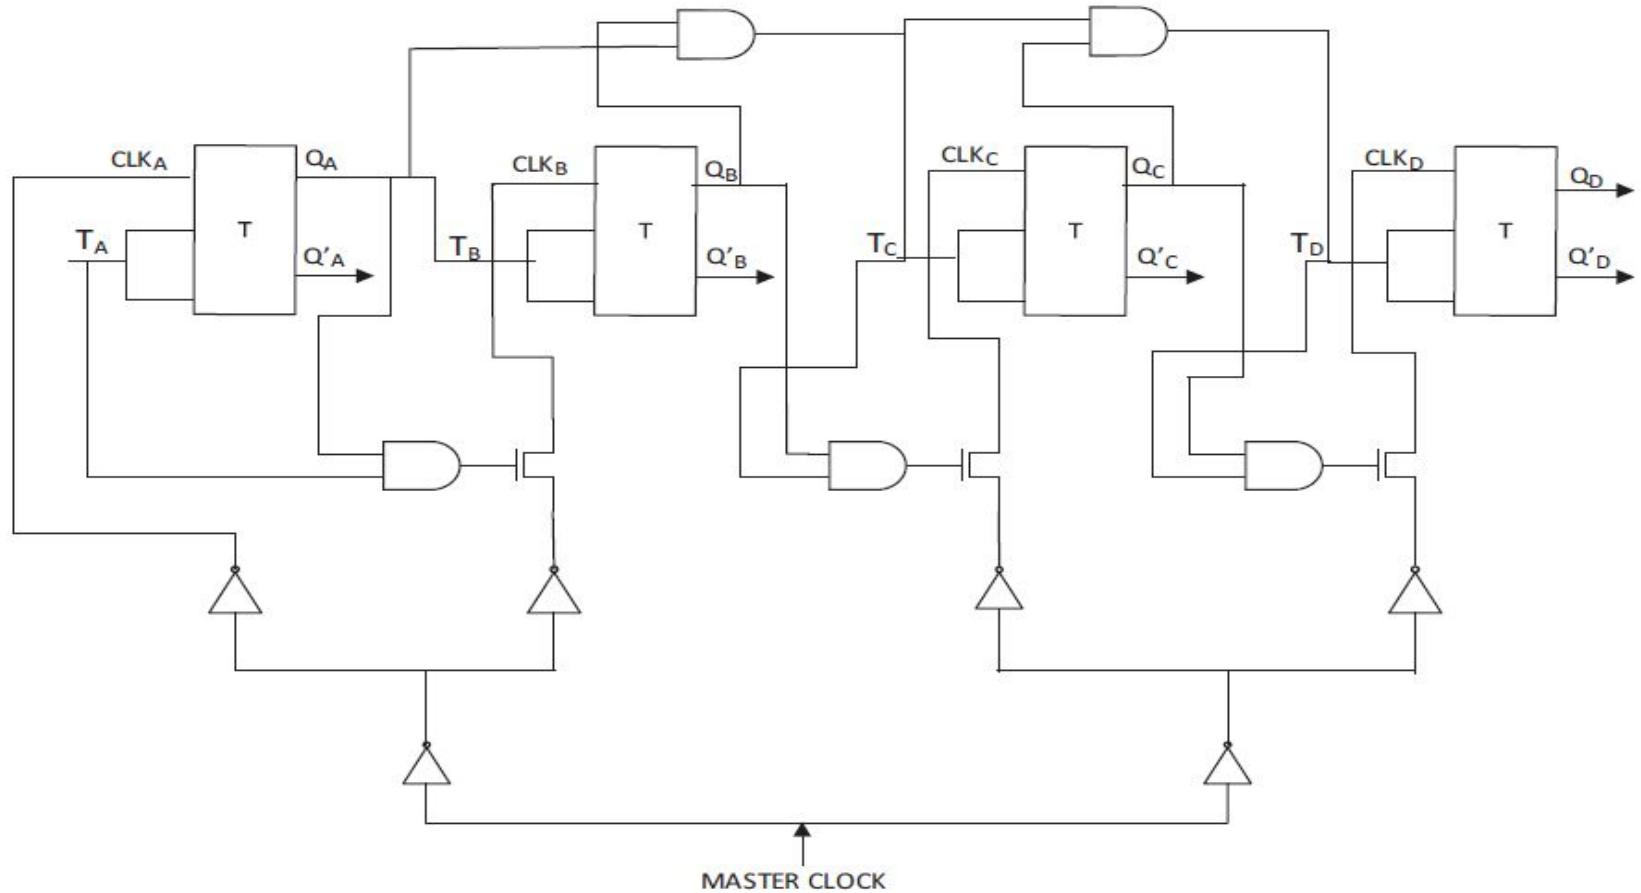 CLKA
QA
TA
T
Q'A
CLKB
QB
TB
T
Q'B
CLKC
QC
TC
T
Q'C
CLKD
QD
TD
T
Q'D
MASTER CLOCK